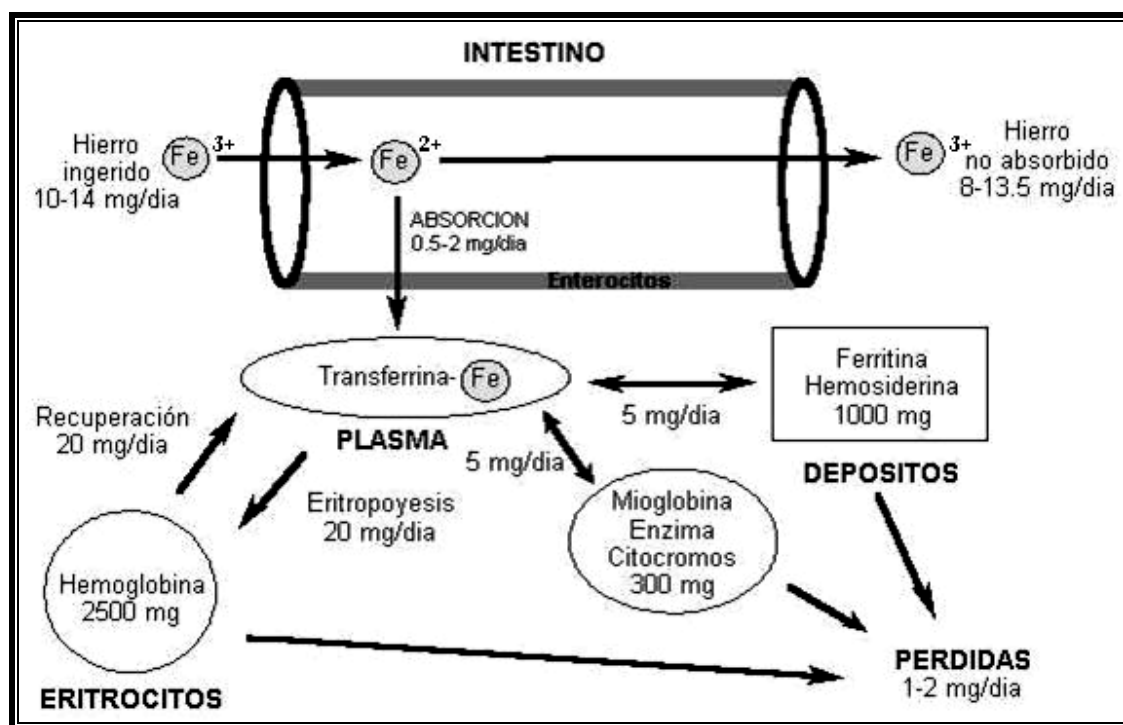 INTESTINO
Hierro
ingerido
10-14 mg/dia
Fe 3+
Fe 2+
Fe 3+
Hierro
no absorbido
8-13.5 mg/dia
ABSORCION
0.5-2 mg/dia
Enterocitos
Transferrina- Fe
PLASMA
Ferritina
Hemosiderina
1000 mg
DEPOSITOS
5 mg/dia
Recuperación
20 mg/dia
5 mg/dia
Eritropoyesis
20 mg/dia
Mioglobina
Enzima
Citocromos
300 mg
Hemoglobina
2500 mg
ERITROCITOS
PERDIDAS
1-2 mg/dia